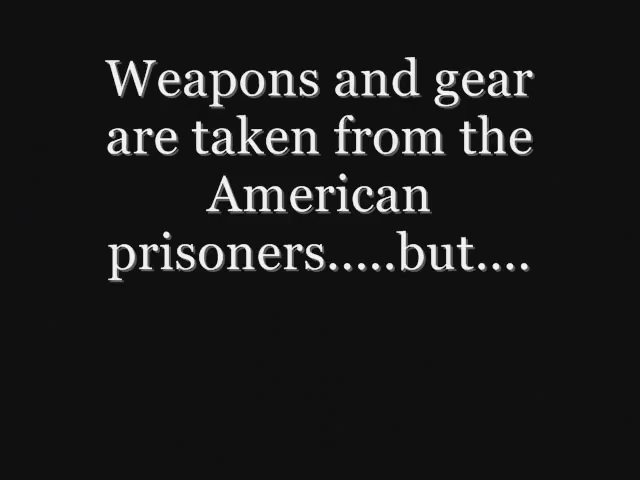 Weapons and gear
are taken from the
American
prisoners.....but....